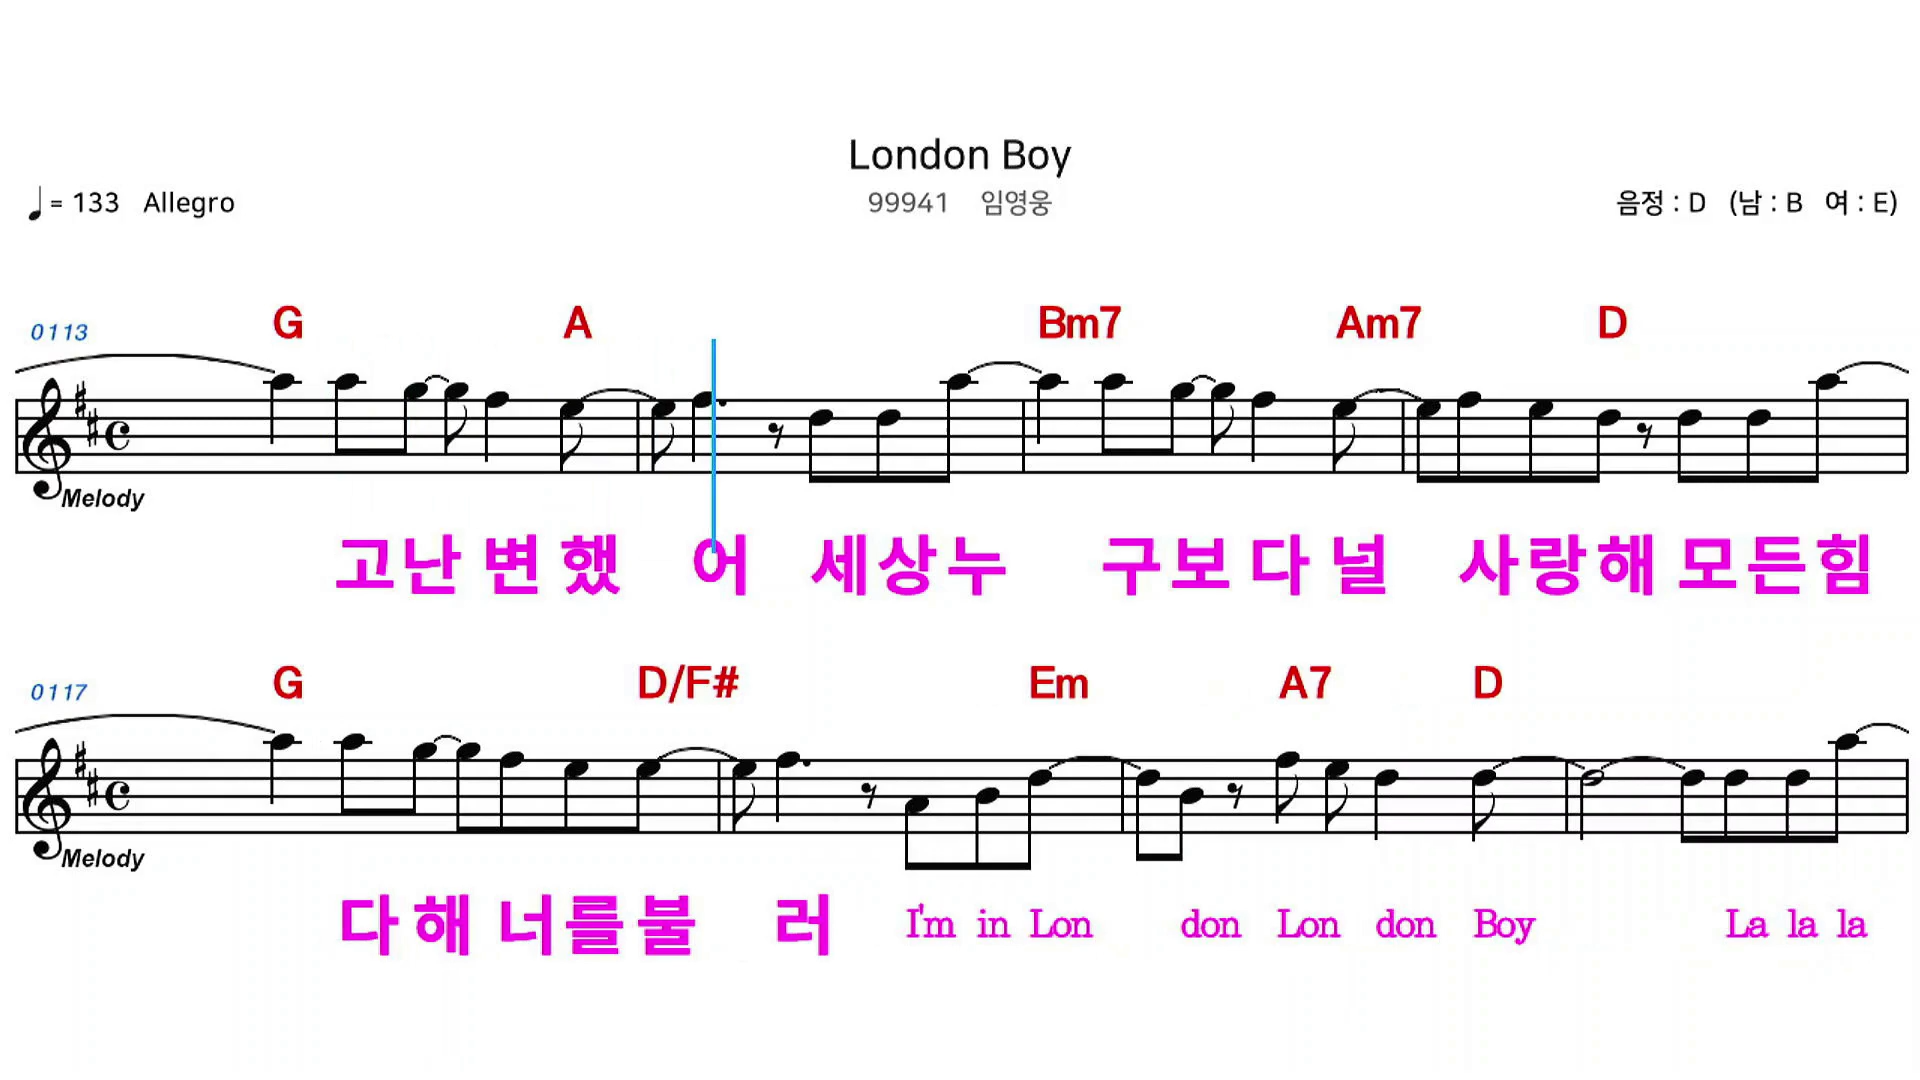 London Boy
♩= 133 Allegro 99941 임영웅 음정 : D (남 : B 여 : E)
0113 G A Bm7 Am7 D
Melody
고난 변했 어 세상누 구보다널 사랑해모든힘
0117 G D/F# Em A7 D
Melody
다해 너를불 러 I'm in Lon don Lon don Boy La la la